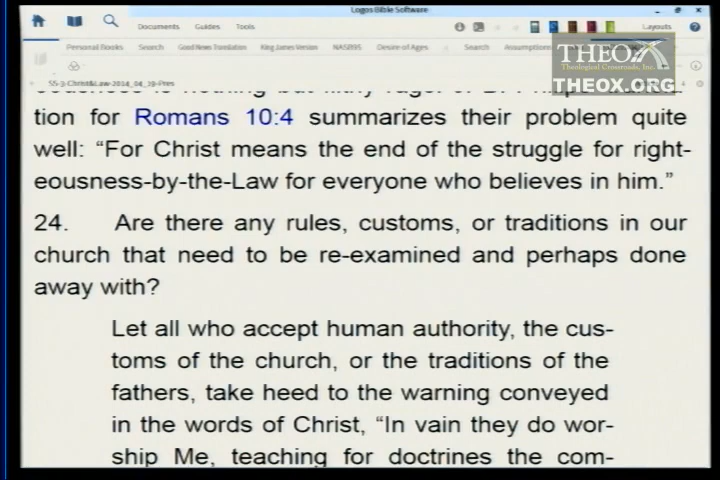 Logos Bible Software
Documents Guides Tools
Layouts
Personal Books Search Good News Translation King James Version NASB95 Desire of Ages Search Assumptions
THEOX
Theological Crossroads, Inc.
THEOX.ORG
SS-3-Christ&Law-2014_04_19-Pres
tion for Romans 10:4 summarizes their problem quite
well: “For Christ means the end of the struggle for right-
eousness-by-the-Law for everyone who believes in him.”
24. Are there any rules, customs, or traditions in our
church that need to be re-examined and perhaps done
away with?
Let all who accept human authority, the cus-
toms of the church, or the traditions of the
fathers, take heed to the warning conveyed
in the words of Christ, “In vain they do wor-
ship Me, teaching for doctrines the com-